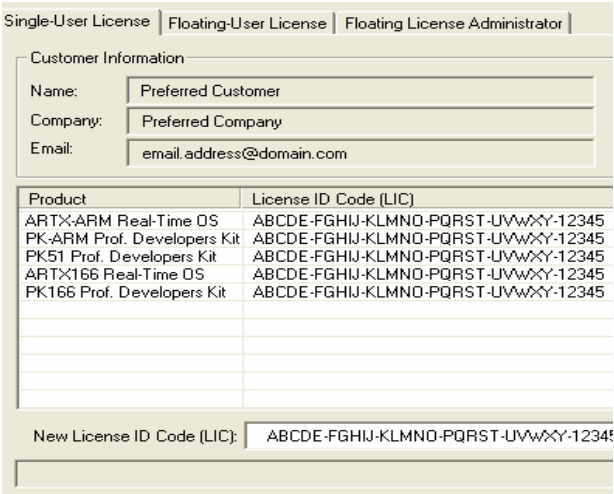 Single-User License Floating-User License Floating License Administrator
Customer Information
Name: Preferred Customer
Company: Preferred Company
Email: email.address@domain.com
Product License ID Code (LIC)
ARTX-ARM Real-Time OS ABCDE-FGHIJ-KLMNO-PQRST-UVWXY-12345
PK-ARM Prof. Developers Kit ABCDE-FGHIJ-KLMNO-PQRST-UVWXY-12345
PK51 Prof. Developers Kit ABCDE-FGHIJ-KLMNO-PQRST-UVWXY-12345
ARTX166 Real-Time OS ABCDE-FGHIJ-KLMNO-PQRST-UVWXY-12345
PK166 Prof. Developers Kit ABCDE-FGHIJ-KLMNO-PQRST-UVWXY-12345
New License ID Code (LIC): ABCDE-FGHIJ-KLMNO-PQRST-UVWXY-12345